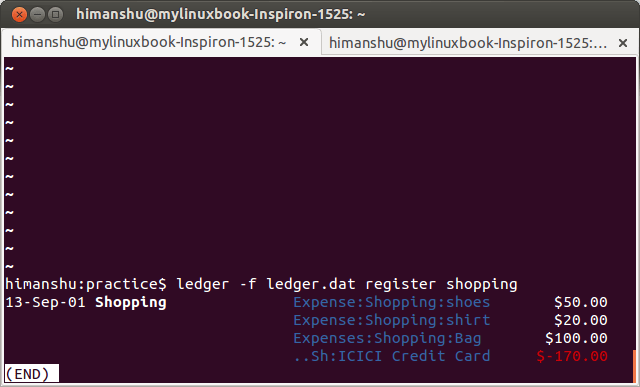 himanshu@mylinuxbook-Inspiron-1525: ~
himanshu@mylinuxbook-Inspiron-1525: ~ × himanshu@mylinuxbook-Inspiron-1525:... ×
~
~
~
~
~
~
~
~
~
~
~
~
himanshu:practice$ ledger -f ledger.dat register shopping
13-Sep-01 Shopping Expense:Shopping:shoes $50.00
Expense:Shopping:shirt $20.00
Expenses:Shopping:Bag $100.00
..Sh:ICICI Credit Card $-170.00
(END)